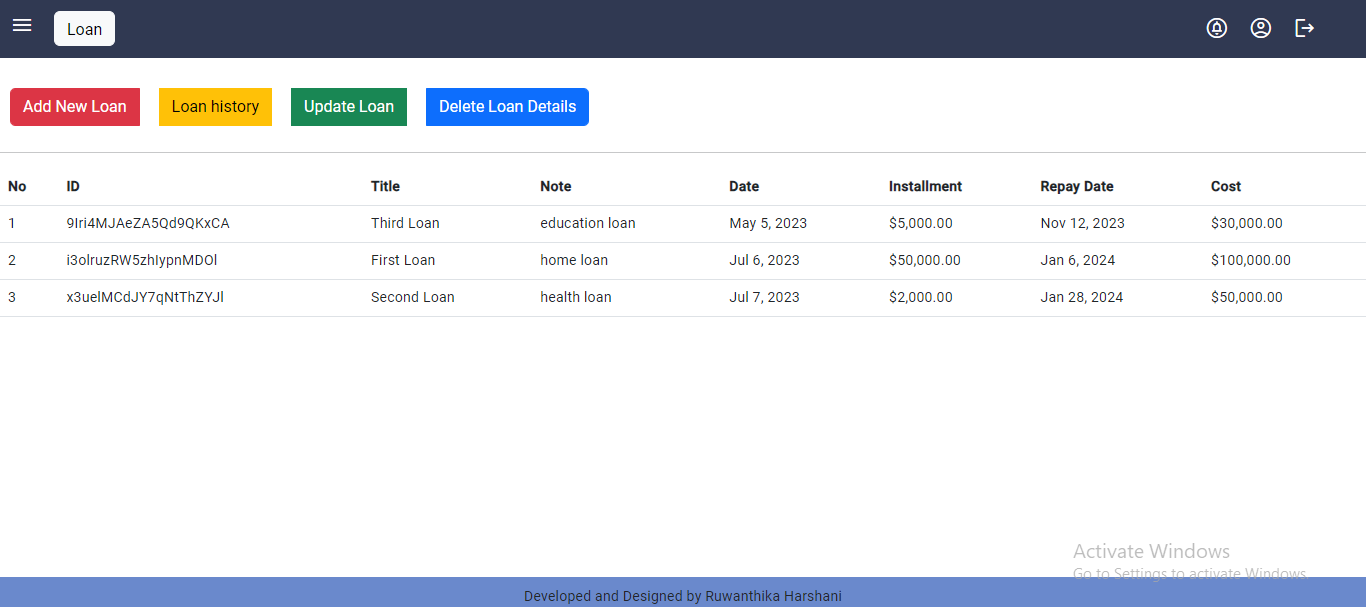 Loan
Add New Loan Loan history Update Loan Delete Loan Details
No ID Title Note Date Installment Repay Date Cost
1 9Iri4MJAeZA5Qd9QKxCA Third Loan education loan May 5, 2023 $5,000.00 Nov 12, 2023 $30,000.00
2 i3olruzRW5zhIypnMDOl First Loan home loan Jul 6, 2023 $50,000.00 Jan 6, 2024 $100,000.00
3 x3uelMCdJY7qNtThZYJl Second Loan health loan Jul 7, 2023 $2,000.00 Jan 28, 2024 $50,000.00
Activate Windows
Go to Settings to activate Windows.
Developed and Designed by Ruwanthika Harshani